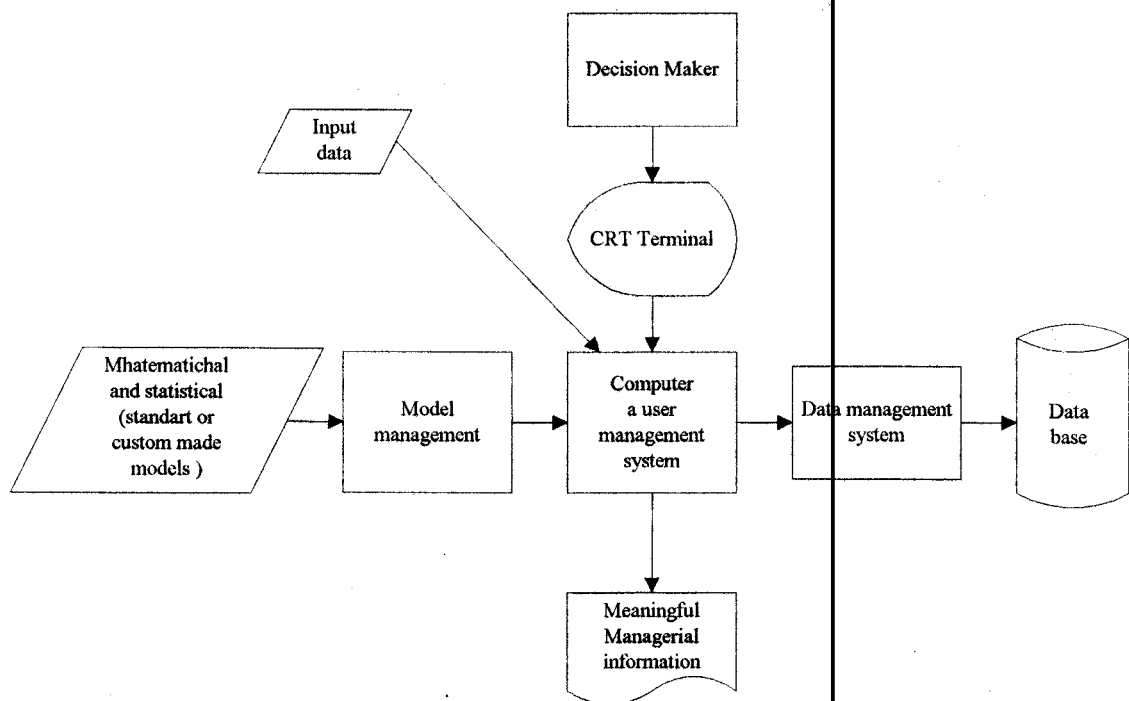 Decision Maker
Input
data
CRT Terminal
Mhatematichal
and statistical
(standart or
custom made
models )
Model
management
Computer
a user
management
system
Data management
system
Data
base
Meaningful
Managerial
information